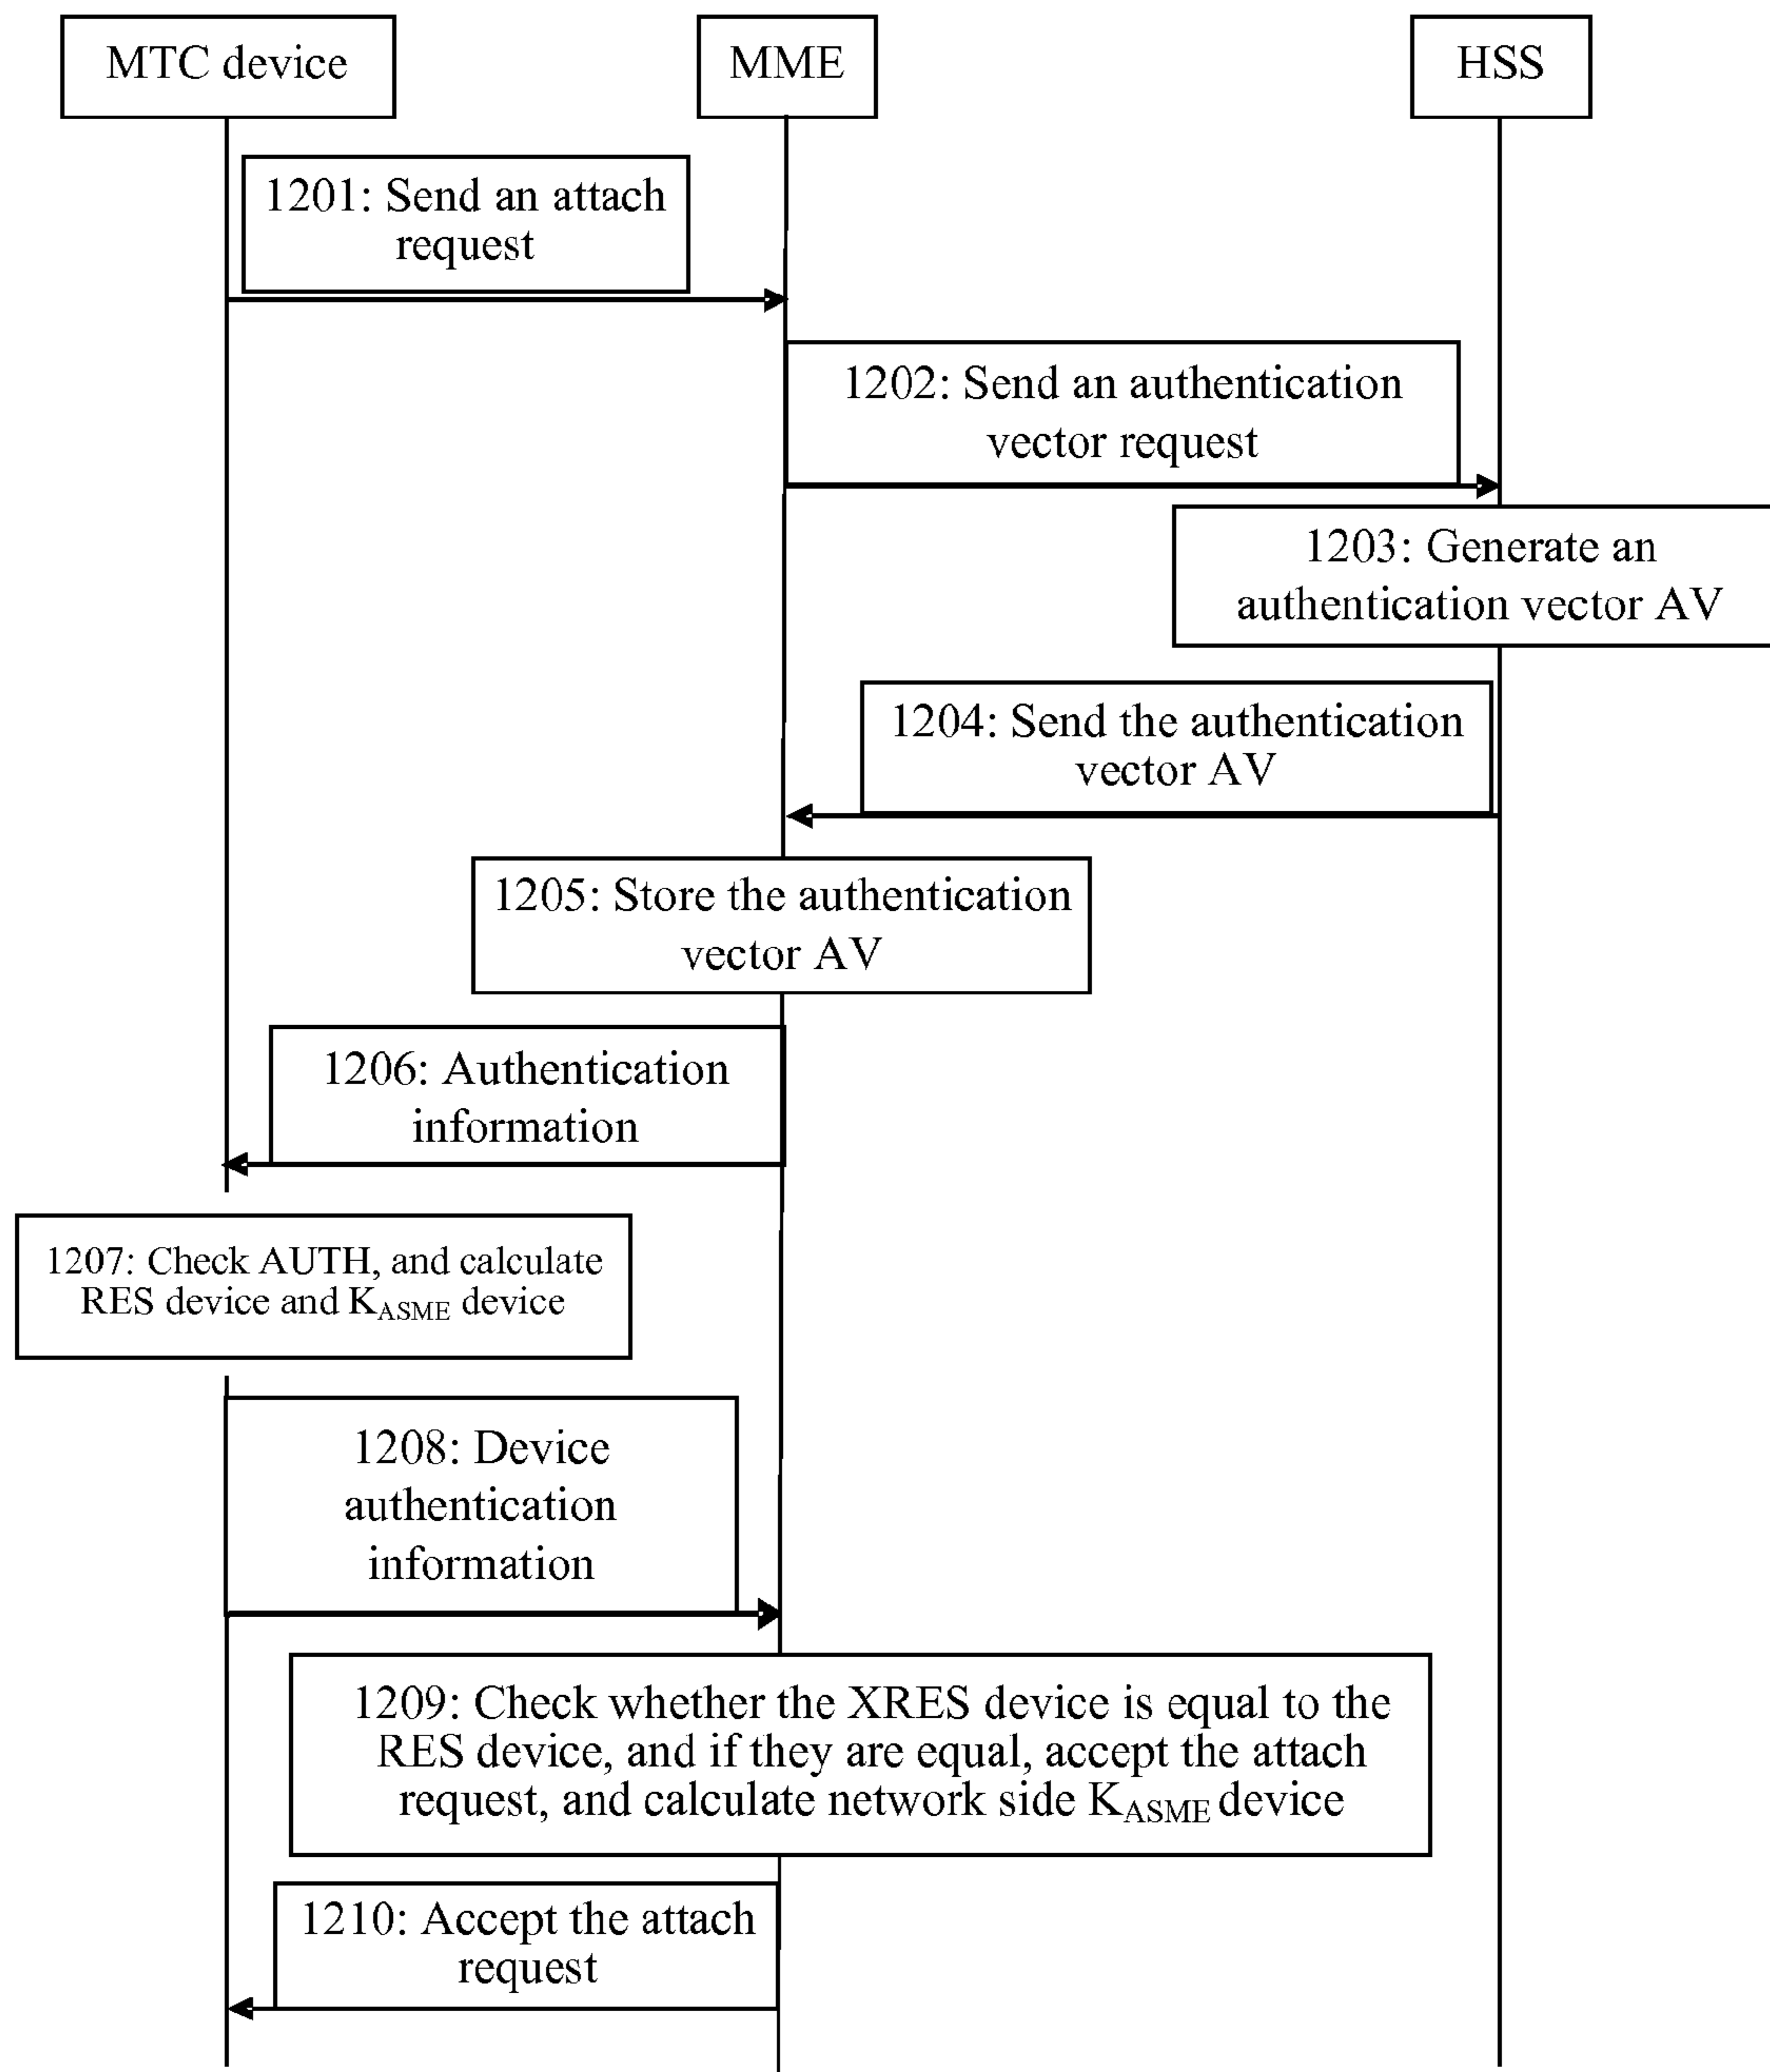 MTC device
MME
HSS
1201: Send an attach
request
1202: Send an authentication
vector request
1203: Generate an
authentication vector AV
1204: Send the authentication
vector AV
1205: Store the authentication
vector AV
1206: Authentication
information
1207: Check AUTH, and calculate
RES device and KASME device
1208: Device
authentication
information
1209: Check whether the XRES device is equal to the
RES device, and if they are equal, accept the attach
request, and calculate network side KASME device
1210: Accept the attach
request